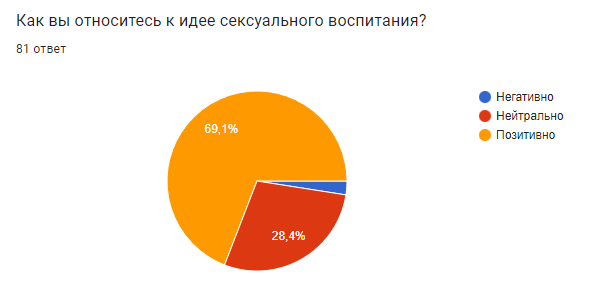 Как вы относитесь к идее сексуального воспитания?
81 ответ
69,1%
28,4%
Негативно
Нейтрально
Позитивно